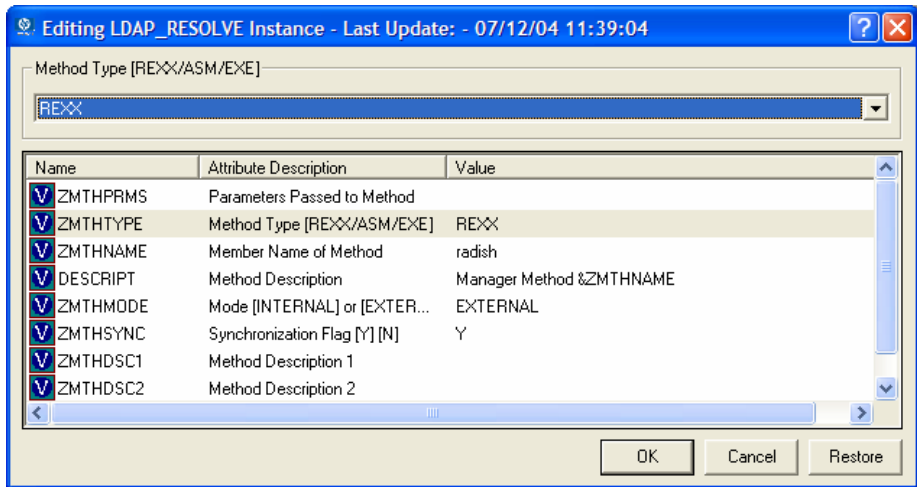 Editing LDAP_RESOLVE Instance - Last Update: - 07/12/04 11:39:04
Method Type [REXX/ASM/EXE]
REXX
Name Attribute Description Value
V ZMTHPRMS Parameters Passed to Method
V ZMTHTYPE Method Type [REXX/ASM/EXE] REXX
V ZMTHNAME Member Name of Method radish
V DESCRIPT Method Description Manager Method &ZMTHNAME
V ZMTHMODE Mode [INTERNAL] or [EXTER... EXTERNAL
V ZMTHSYNC Synchronization Flag [Y] [N] Y
V ZMTHDSC1 Method Description 1
V ZMTHDSC2 Method Description 2
OK Cancel Restore